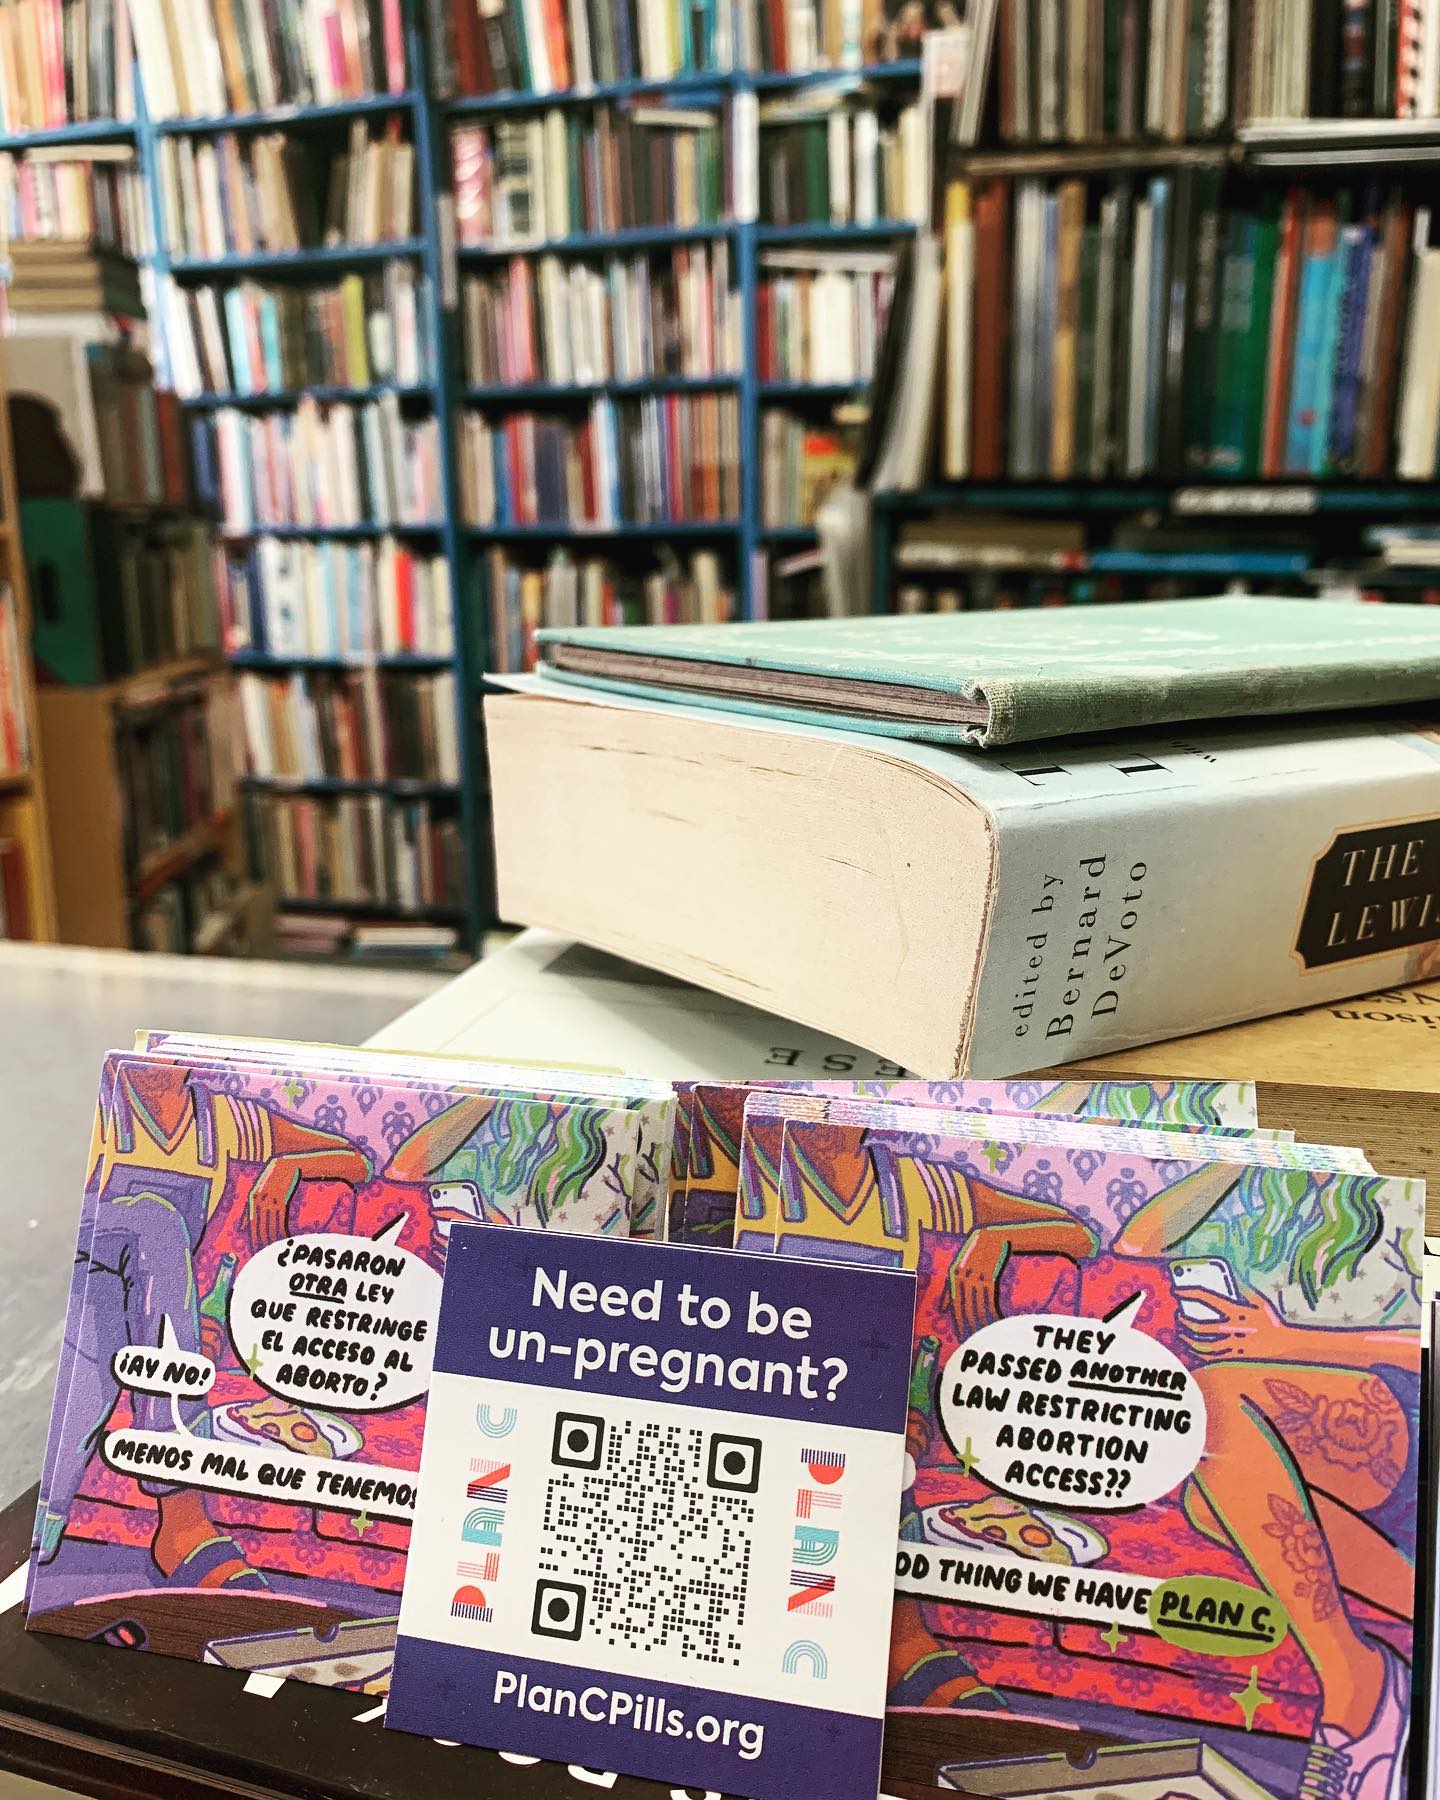 edited by
Bernard
DeVoto
THE
ESE
¿PASARON
OTRA LEY
QUE RESTRINGE
EL ACCESO AL
ABORTO?
¡AY NO!
MENOS MAL QUE TENEMOS
Need to be
un-pregnant?
PLAN C
PLAN C
PlanCPills.org
THEY
PASSED ANOTHER
LAW RESTRICTING
ABORTION
ACCESS??
OD THING WE HAVE PLAN C.